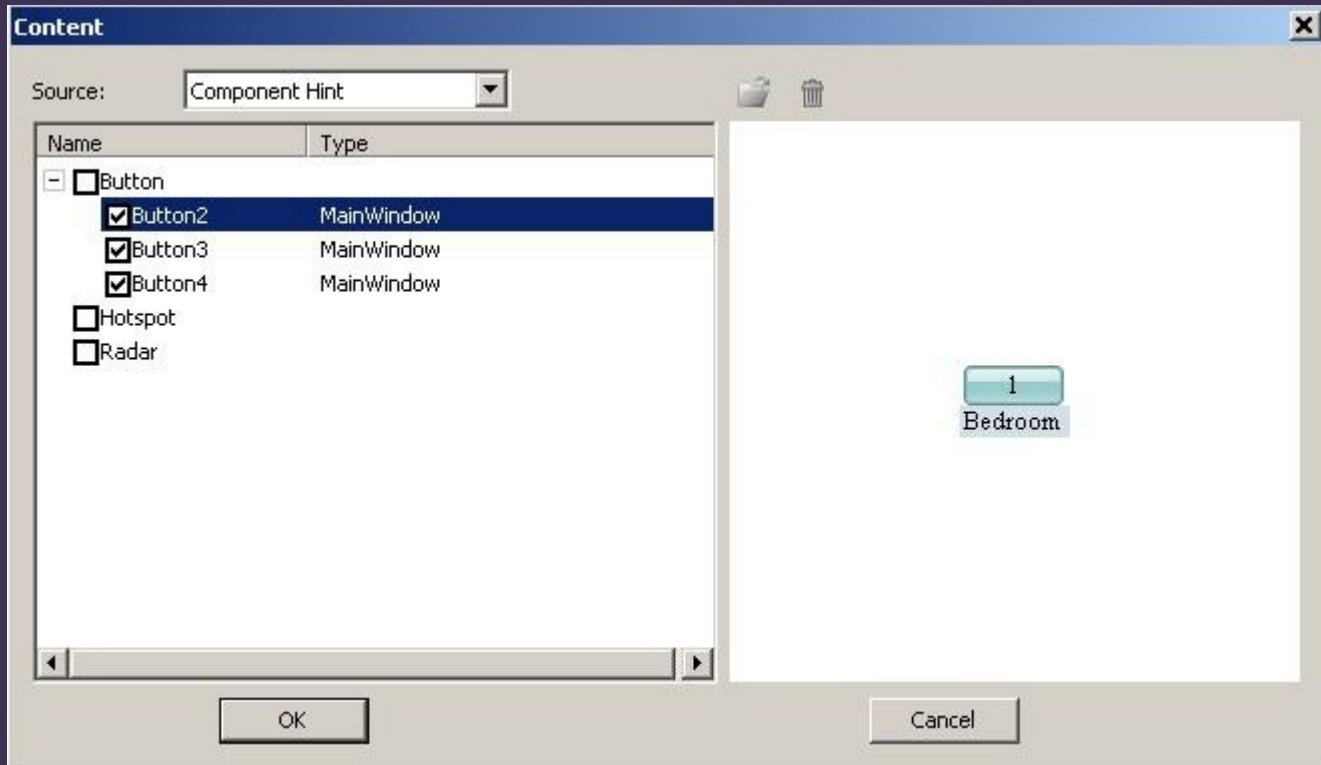 Content
Source: Component Hint
Name Type
Button
Button2 MainWindow
Button3 MainWindow
Button4 MainWindow
Hotspot
Radar
1
Bedroom
OK Cancel